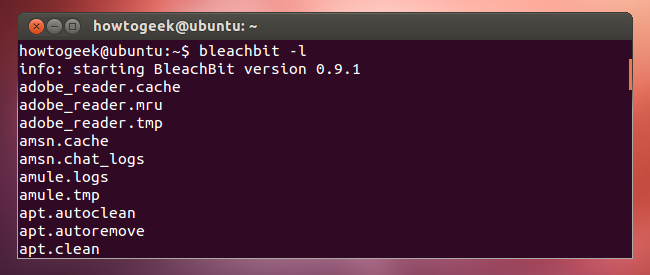 howtogeek@ubuntu: ~
howtogeek@ubuntu:~$ bleachbit -l
info: starting BleachBit version 0.9.1
adobe_reader.cache
adobe_reader.mru
adobe_reader.tmp
amsn.cache
amsn.chat_logs
amule.logs
amule.tmp
apt.autoclean
apt.autoremove
apt.clean